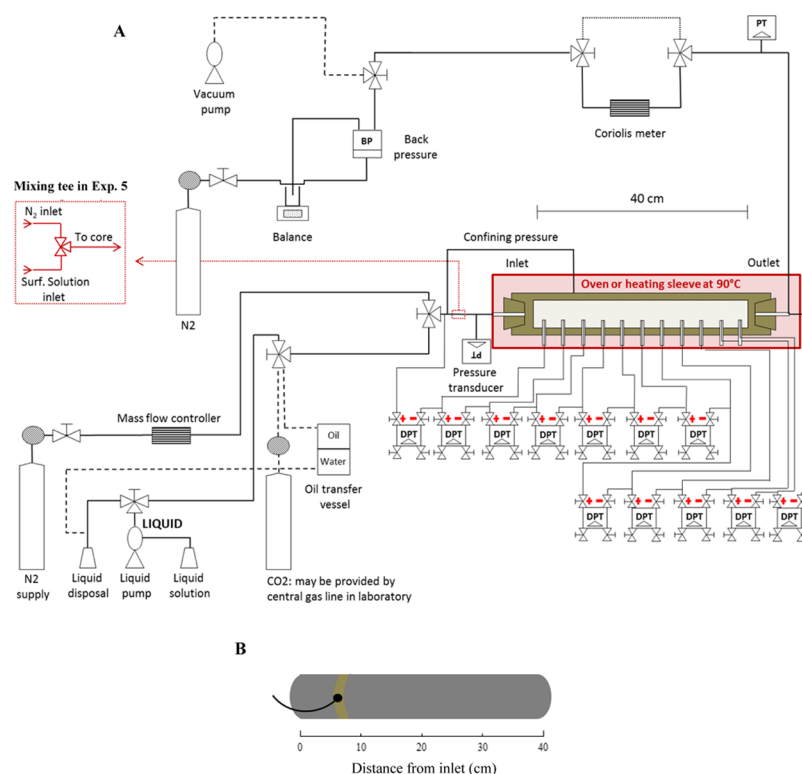 A
PT
Vacuum
pump
Coriolis meter
BP
Back
pressure
Mixing tee in Exp. 5
N2 inlet
To core
Surf. Solution
inlet
Balance
40 cm
Confining pressure
Inlet
Outlet
Oven or heating sleeve at 90°C
N2
PT
Pressure
transducer
Mass flow controller
+ -
+ -
+ -
+ -
+ -
+ -
+ -
DPT
DPT
DPT
DPT
DPT
DPT
DPT
Oil
Water
Oil transfer
vessel
LIQUID
+ -
+ -
+ -
+ -
+ -
DPT
DPT
DPT
DPT
DPT
N2
supply
Liquid
disposal
Liquid
pump
Liquid
solution
CO2: may be provided by
central gas line in laboratory
B
0 10 20 30 40
Distance from inlet (cm)